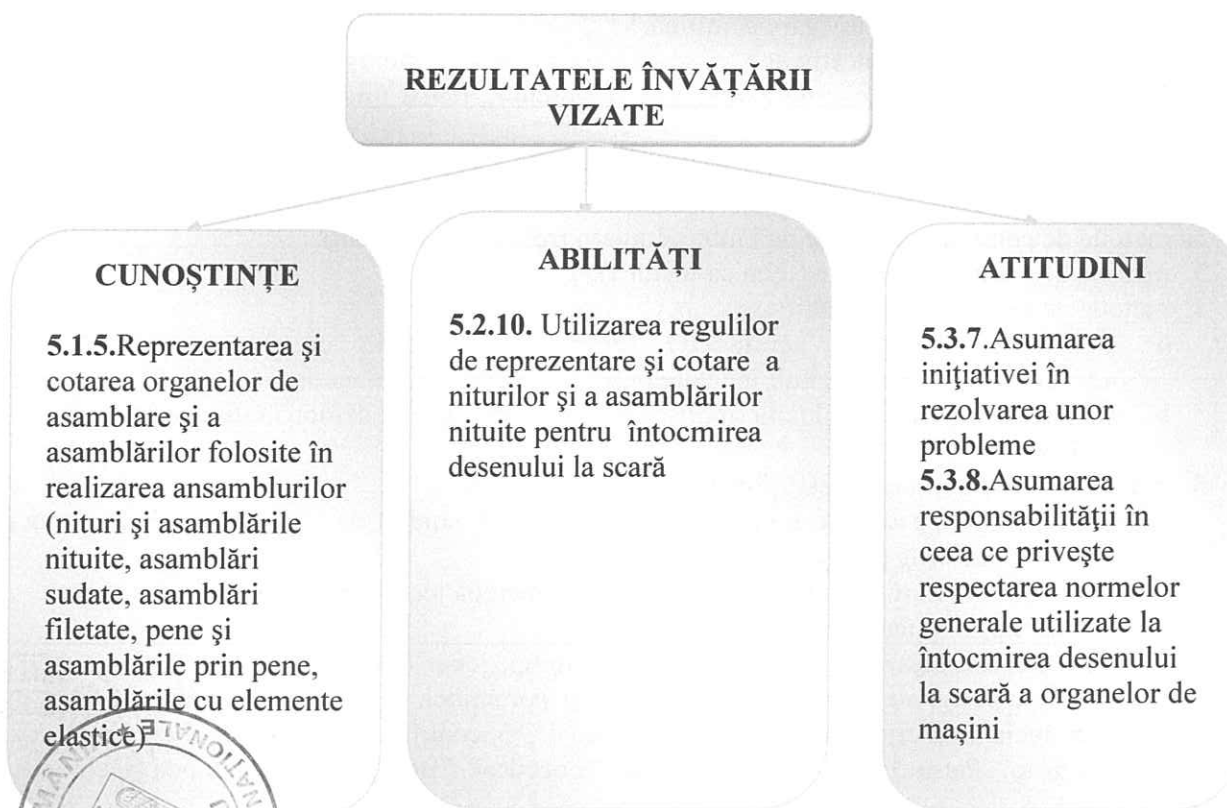 REZULTATELE ÎNVĂȚĂRII
VIZATE
CUNOȘTINȚE
5.1.5.Reprezentarea şi
cotarea organelor de
asamblare şi a
asamblărilor folosite în
realizarea ansamblurilor
(nituri şi asamblările
nituite, asamblări
sudate, asamblări
filetate, pene şi
asamblările prin pene,
asamblările cu elemente
elastice)
ABILITĂȚI
5.2.10. Utilizarea regulilor
de reprezentare şi cotare a
niturilor şi a asamblărilor
nituite pentru întocmirea
desenului la scară
ATITUDINI
5.3.7.Asumarea
iniţiativei în
rezolvarea unor
probleme
5.3.8.Asumarea
responsabilităţii în
ceea ce priveşte
respectarea normelor
generale utilizate la
întocmirea desenului
la scară a organelor de
mașini